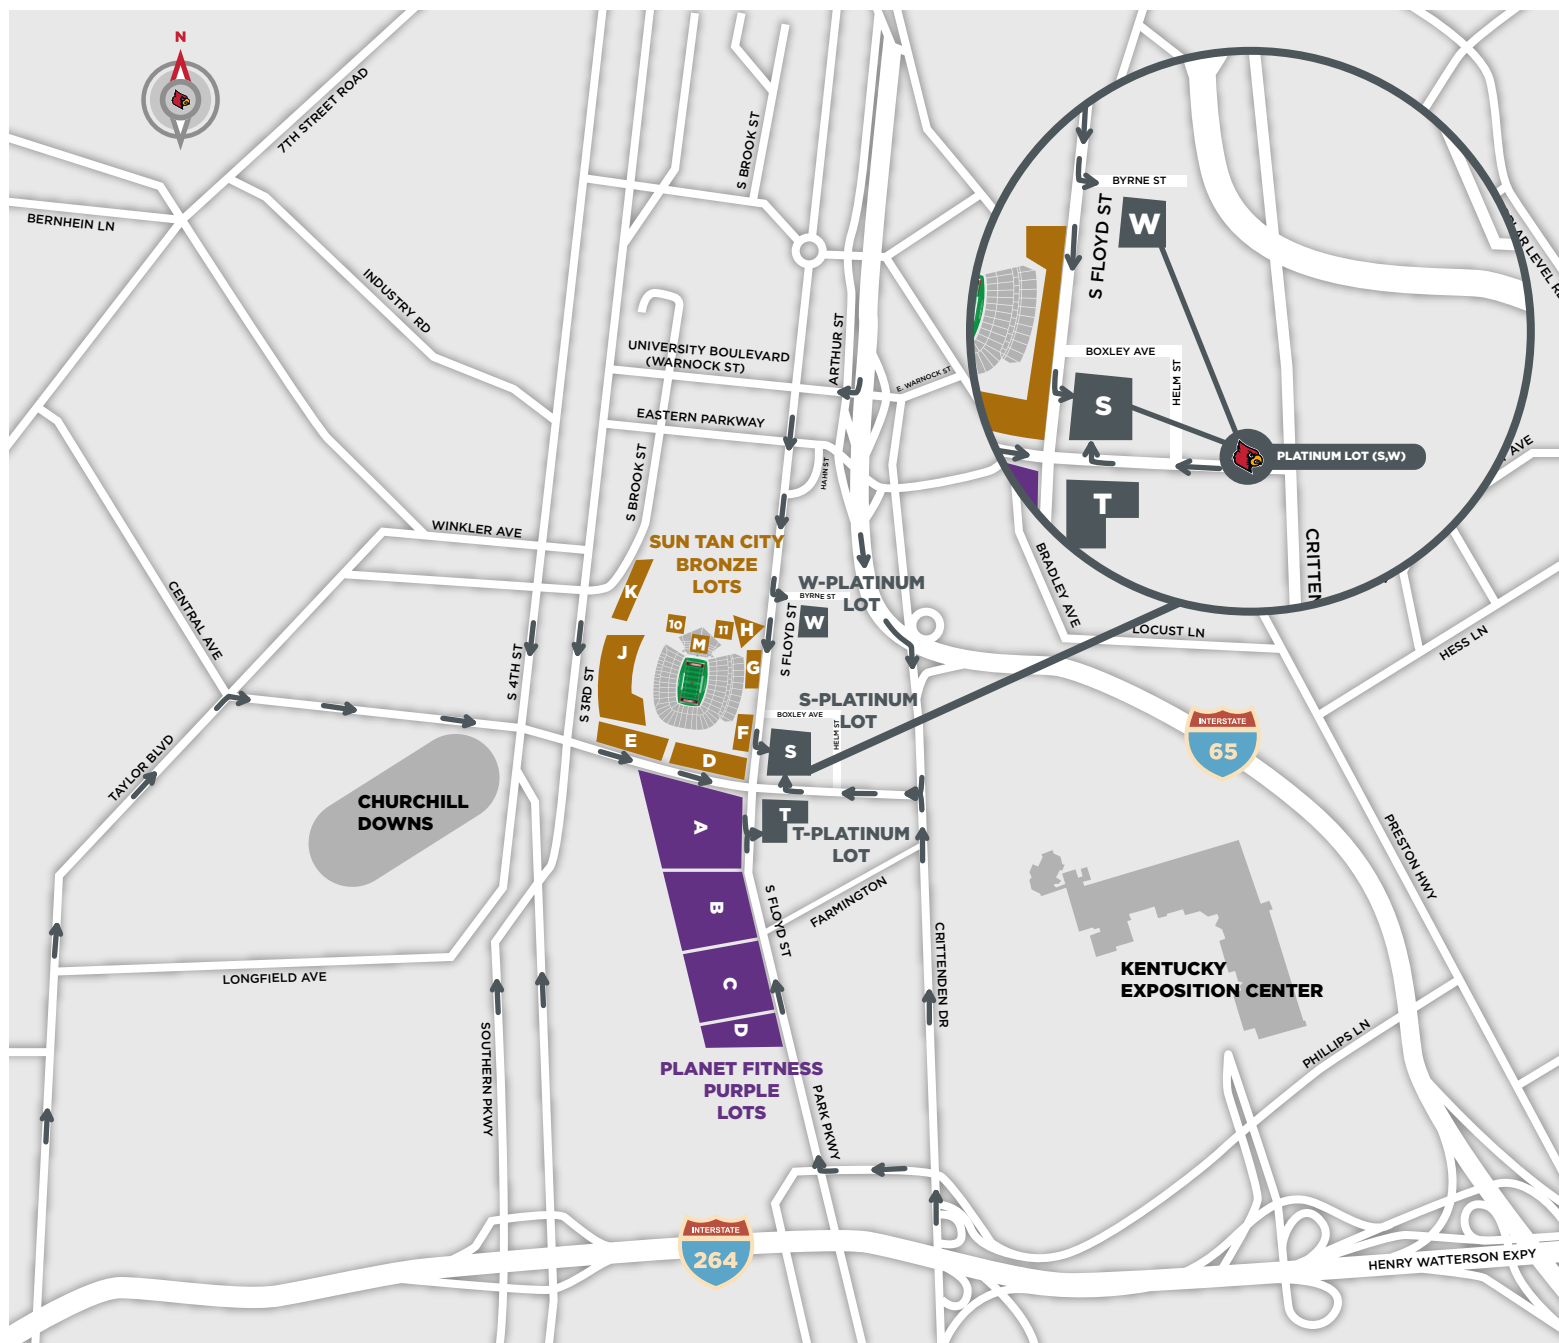 N
7TH STREET ROAD
BERNHEIN LN
INDUSTRY RD
S BROOK ST
UNIVERSITY BOULEVARD
(WARNOCK ST)
ARTHUR ST
E. WARNOCK ST
EASTERN PARKWAY
HAHN ST
S BROOK ST
WINKLER AVE
CENTRAL AVE
SUN TAN CITY
BRONZE
LOTS
K
10
11
H
M
J
G
F
E
D
S 4TH ST
S 3RD ST
S FLOYD ST
W-PLATINUM
LOT
BYRNE ST
W
S-PLATINUM
LOT
BOXLEY AVE
HELM ST
S
T
T-PLATINUM
LOT
TAYLOR BLVD
CHURCHILL
DOWNS
A
B
C
D
PLANET FITNESS
PURPLE
LOTS
S FLOYD ST
FARMINGTON
CRITTENDEN DR
LONGFIELD AVE
SOUTHERN PKWY
PARK PKWY
BYRNE ST
W
S FLOYD ST
BOXLEY AVE
HELM ST
S
PLATINUM LOT (S,W)
T
CRITTEN
AVE
BRADLEY AVE
LOCUST LN
HESS LN
INTERSTATE
65
PRESTON HWY
KENTUCKY
EXPOSITION CENTER
PHILLIPS LN
INTERSTATE
264
HENRY WATTERSON EXPY